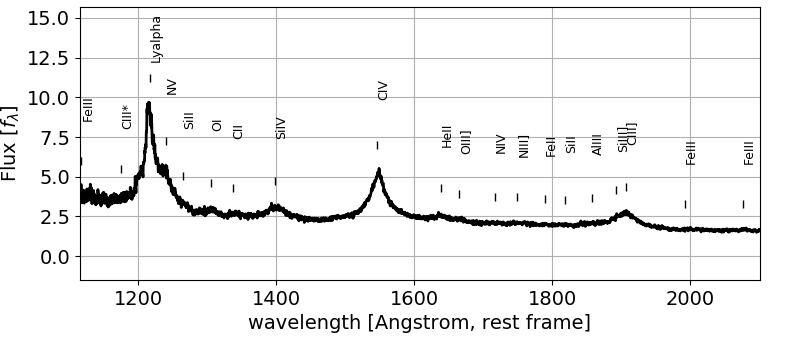 Flux [fλ]
15.0
12.5
10.0
7.5
5.0
2.5
0.0
FeIII
CIII*
Lyalpha
NV
SiII
OI
CII
SiIV
CIV
HeII
OIII]
NIV
NIII]
FeII
SiII
AlIII
SiIII]
CIII]
FeIII
FeIII
1200
1400
1600
1800
2000
wavelength [Angstrom, rest frame]